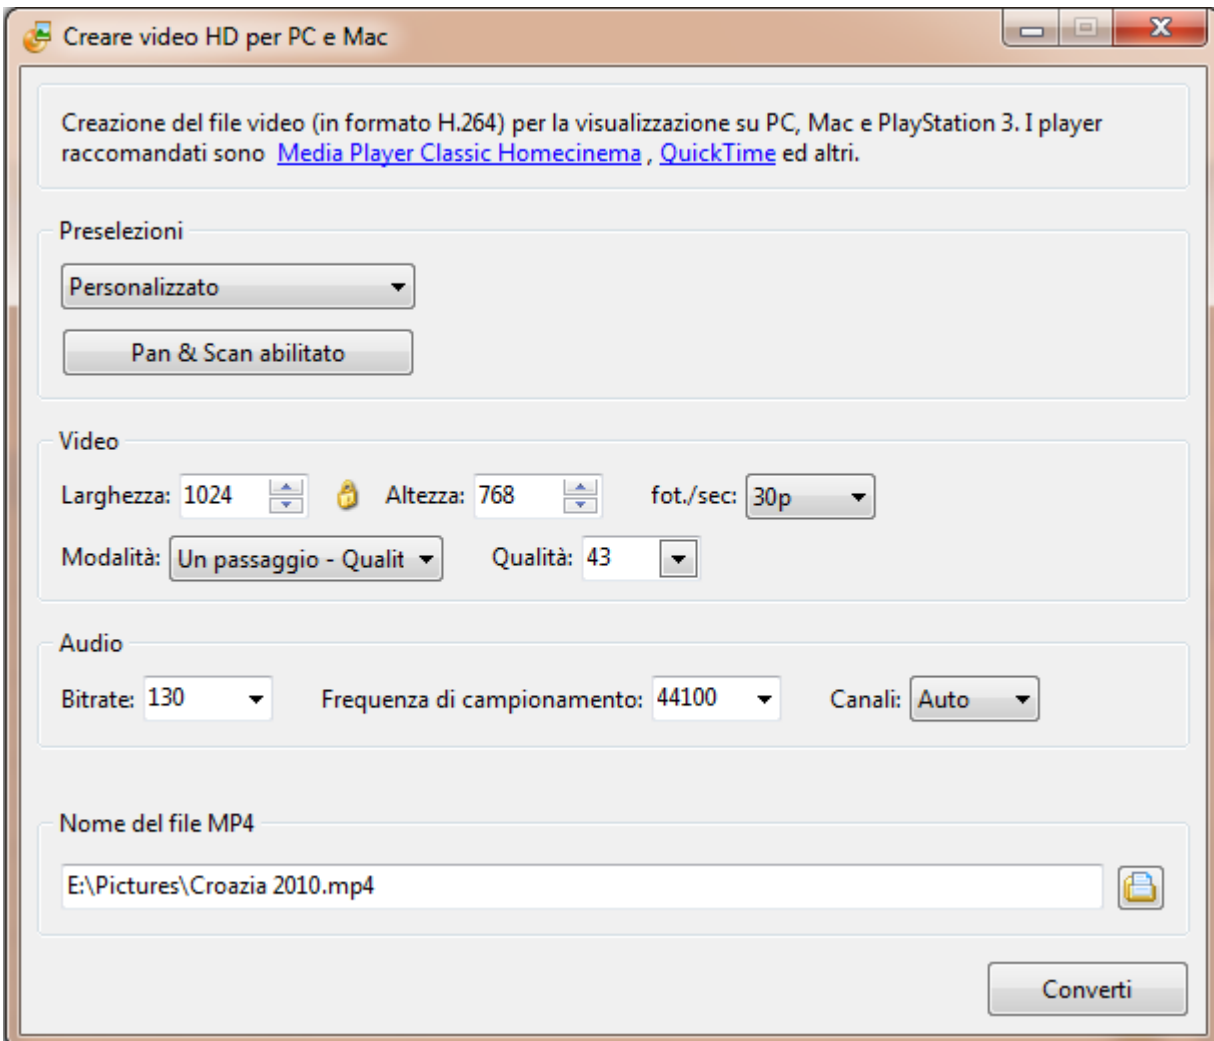 Creare video HD per PC e Mac
Creazione del file video (in formato H.264) per la visualizzazione su PC, Mac e PlayStation 3. I player
raccomandati sono Media Player Classic Homecinema , QuickTime ed altri.
Preselezioni
Personalizzato
Pan & Scan abilitato
Video
Larghezza: 1024 Altezza: 768 fot./sec: 30p
Modalità: Un passaggio - Qualit Qualità: 43
Audio
Bitrate: 130 Frequenza di campionamento: 44100 Canali: Auto
Nome del file MP4
E:\Pictures\Croazia 2010.mp4
Converti